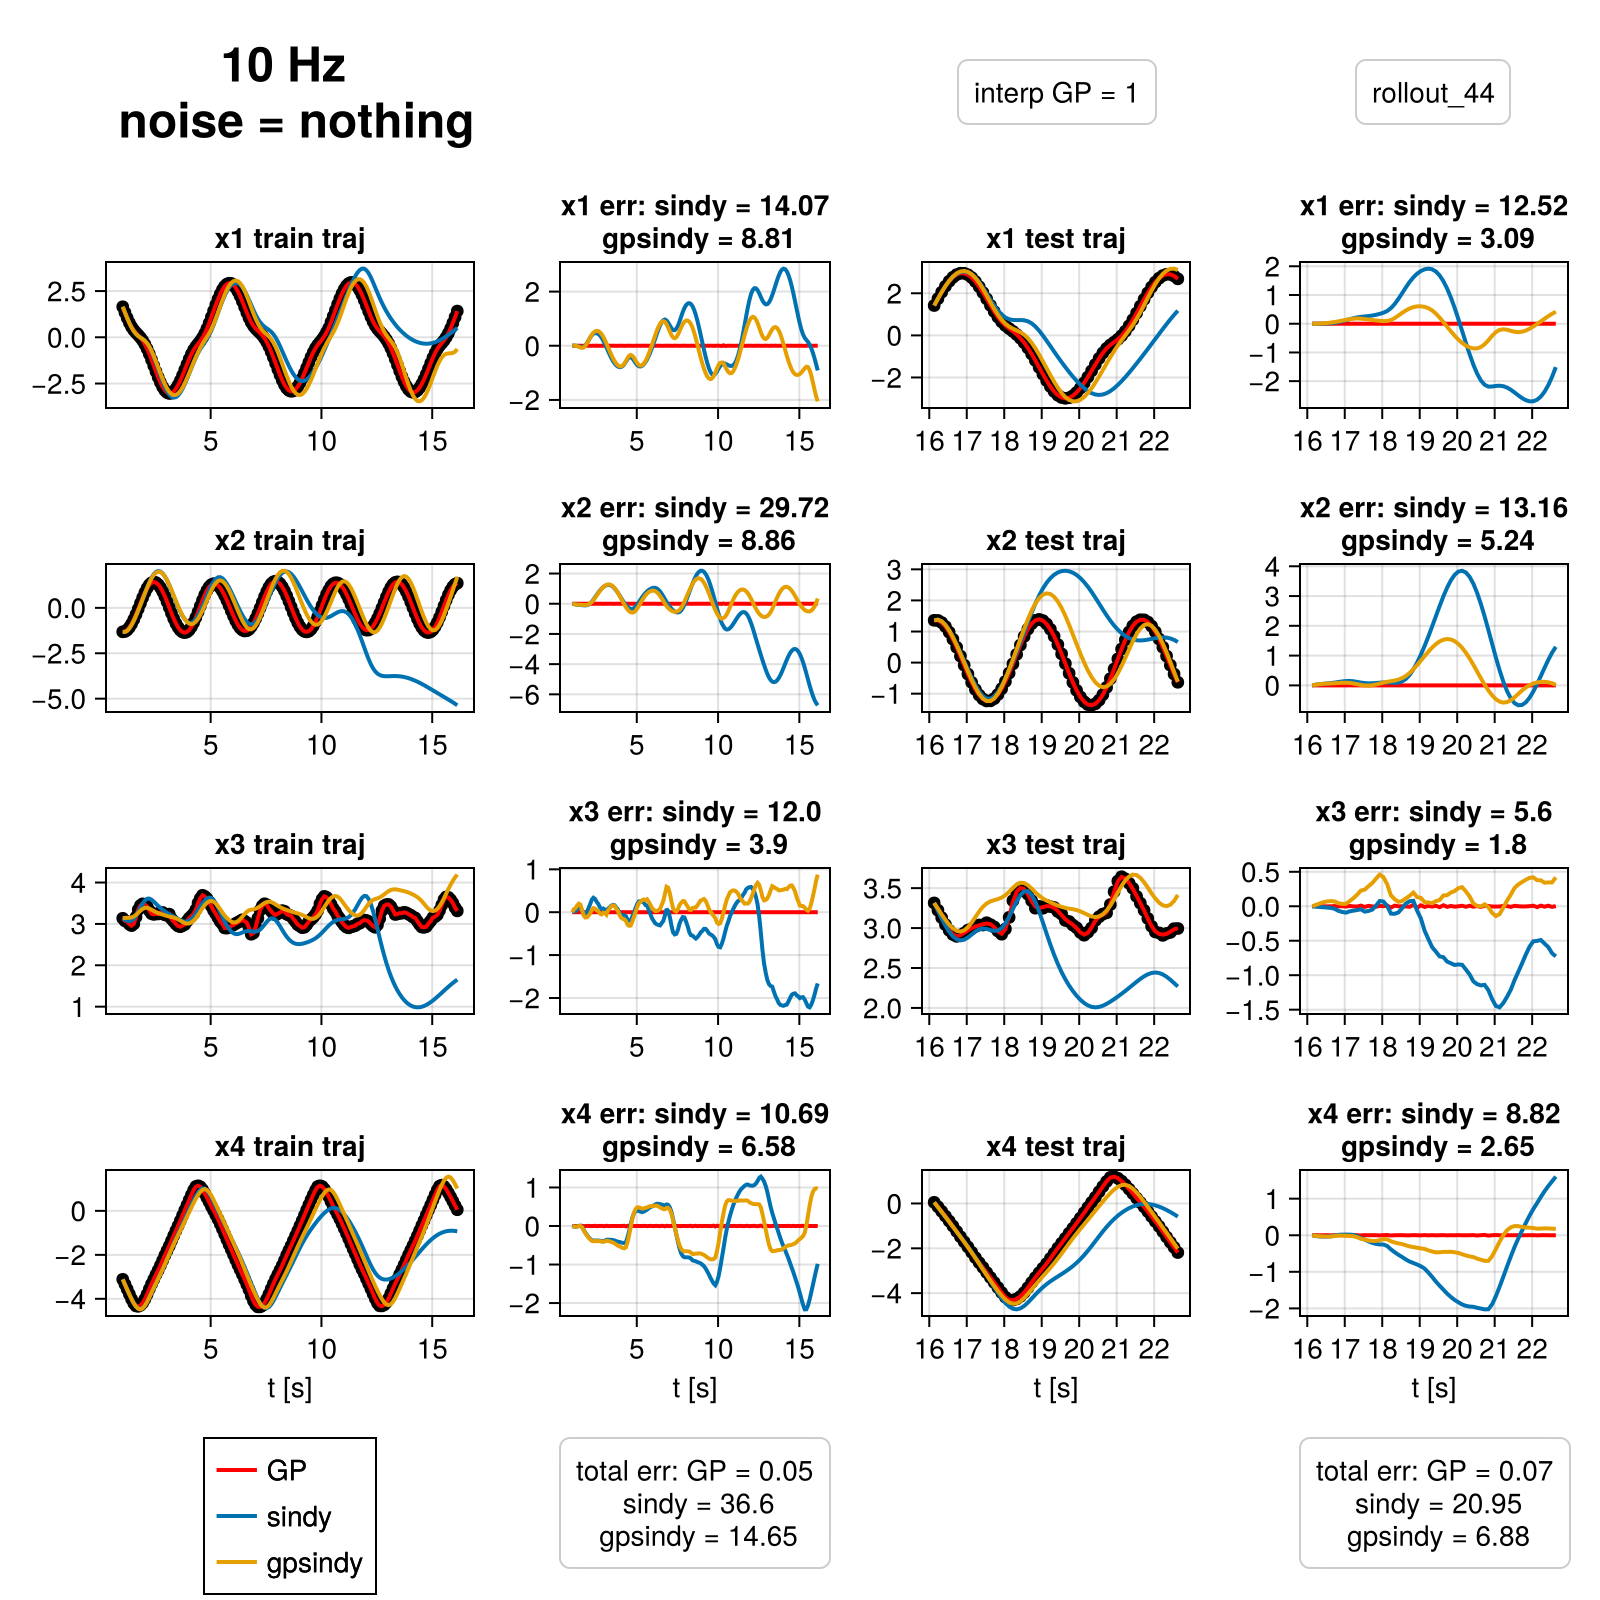 10 Hz
noise = nothing
interp GP = 1
rollout_44
x1 train traj
2.5
0.0
−2.5
5 10 15
x1 err: sindy = 14.07
gpsindy = 8.81
2
0
−2
5 10 15
x1 test traj
2
0
−2
16 17 18 19 20 21 22
x1 err: sindy = 12.52
gpsindy = 3.09
2
1
0
−1
−2
16 17 18 19 20 21 22
x2 train traj
0.0
−2.5
−5.0
5 10 15
x2 err: sindy = 29.72
gpsindy = 8.86
2
0
−2
−4
−6
5 10 15
x2 test traj
3
2
1
0
−1
16 17 18 19 20 21 22
x2 err: sindy = 13.16
gpsindy = 5.24
4
3
2
1
0
16 17 18 19 20 21 22
x3 train traj
4
3
2
1
5 10 15
x3 err: sindy = 12.0
gpsindy = 3.9
1
0
−1
−2
5 10 15
x3 test traj
3.5
3.0
2.5
2.0
16 17 18 19 20 21 22
x3 err: sindy = 5.6
gpsindy = 1.8
0.5
0.0
−0.5
−1.0
−1.5
16 17 18 19 20 21 22
x4 train traj
0
−2
−4
5 10 15
t [s]
x4 err: sindy = 10.69
gpsindy = 6.58
1
0
−1
−2
5 10 15
t [s]
x4 test traj
0
−2
−4
16 17 18 19 20 21 22
t [s]
x4 err: sindy = 8.82
gpsindy = 2.65
1
0
−1
−2
16 17 18 19 20 21 22
t [s]
GP
sindy
gpsindy
total err: GP = 0.05
sindy = 36.6
gpsindy = 14.65
total err: GP = 0.07
sindy = 20.95
gpsindy = 6.88